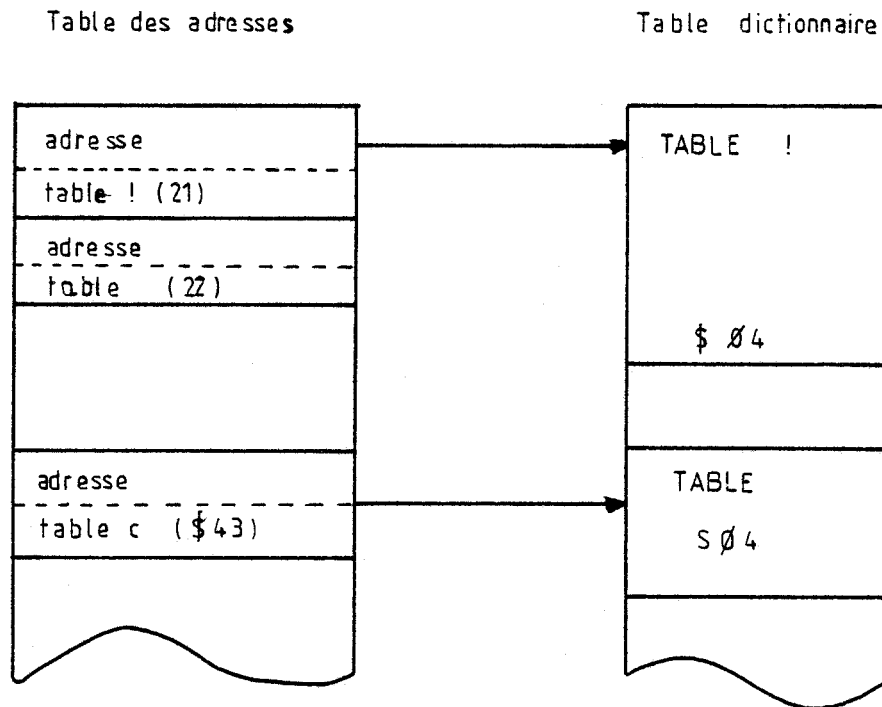 Table des adresses
Table dictionnaire
adresse
table ! (21)
adresse
table (22)
adresse
table c ($43)
TABLE !
$ Ø4
TABLE
SØ4